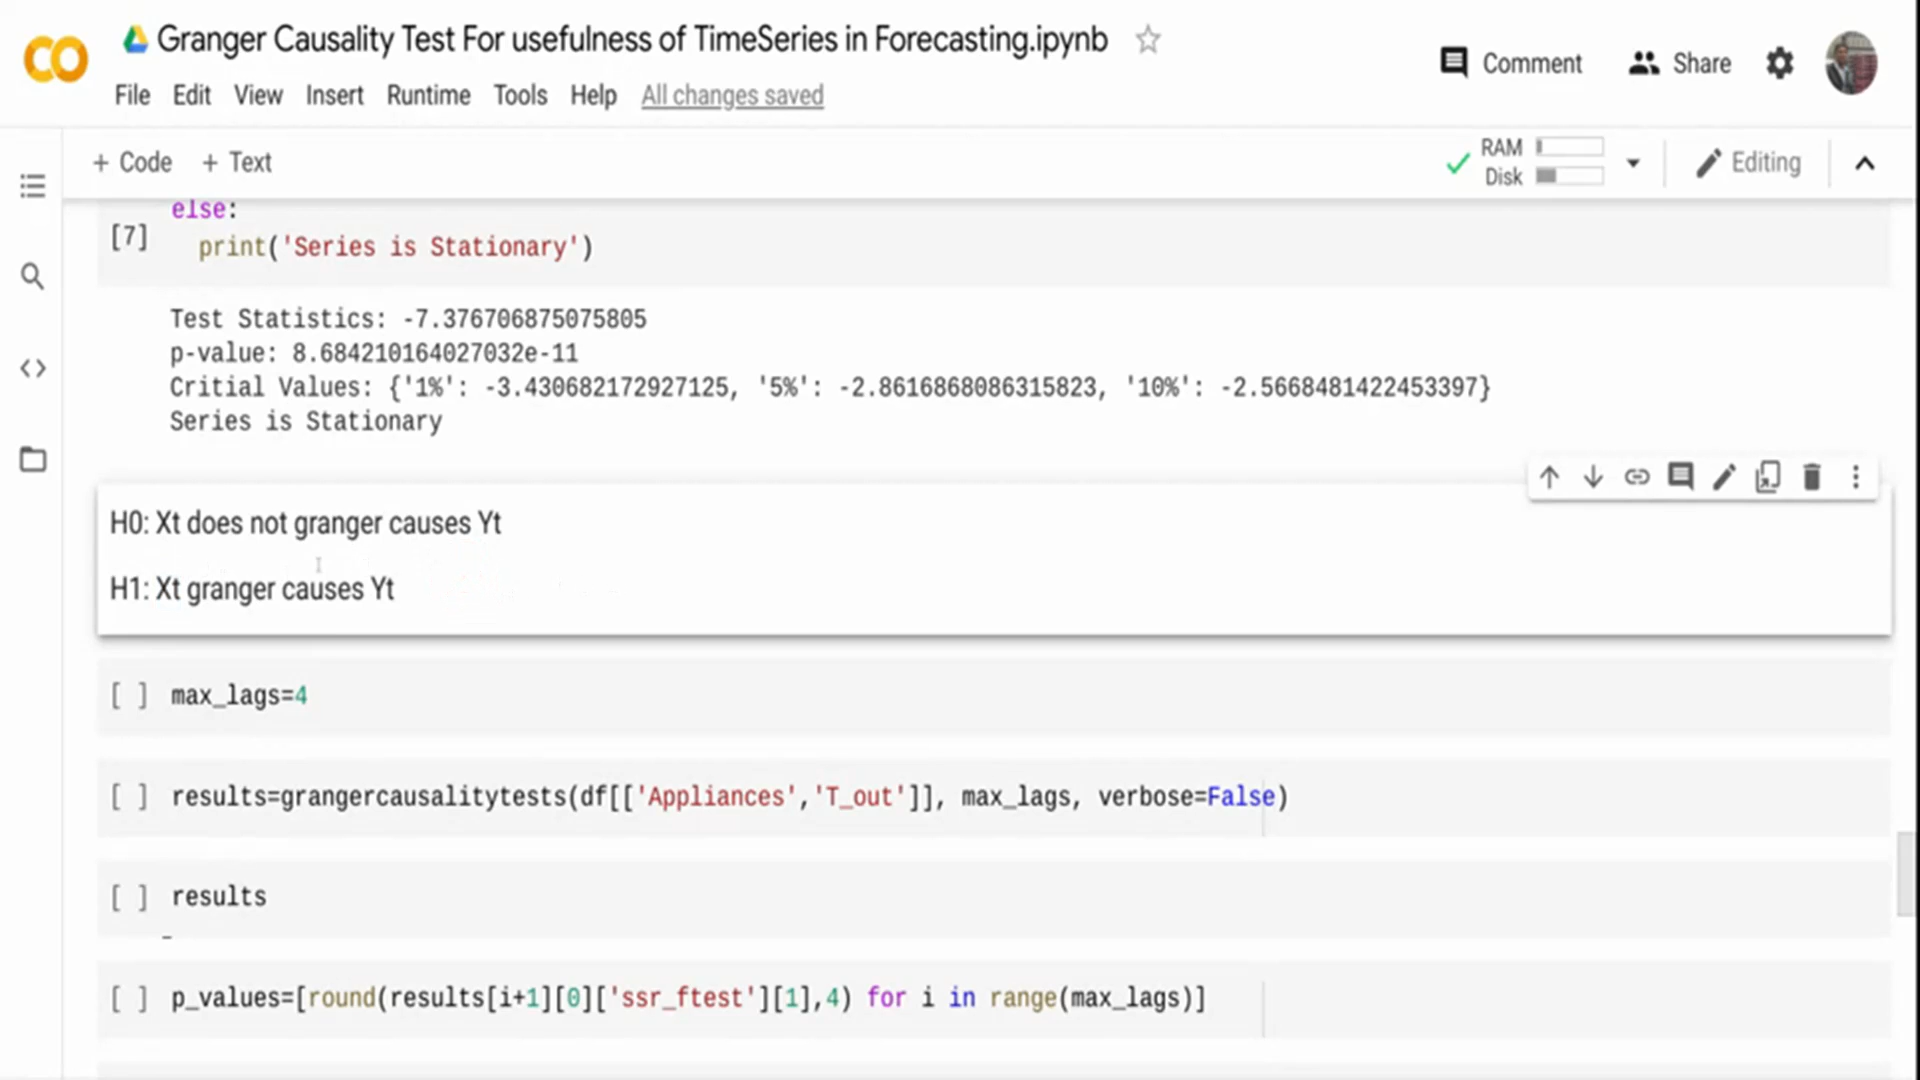 Granger Causality Test For usefulness of TimeSeries in Forecasting.ipynb
Comment
Share
File Edit View Insert Runtime Tools Help All changes saved
+ Code + Text
RAM
Disk
Editing
else:
[7]
print('Series is Stationary')
Test Statistics: -7.376706875075805
p-value: 8.684210164027032e-11
Critial Values: {'1%': -3.430682172927125, '5%': -2.8616868086315823, '10%': -2.5668481422453397}
Series is Stationary
H0: Xt does not granger causes Yt
H1: Xt granger causes Yt
[ ] max_lags=4
[ ] results=grangercausalitytests(df[['Appliances','T_out']], max_lags, verbose=False)
[ ] results
[ ] p_values=[round(results[i+1][0]['ssr_ftest'][1],4) for i in range(max_lags)]